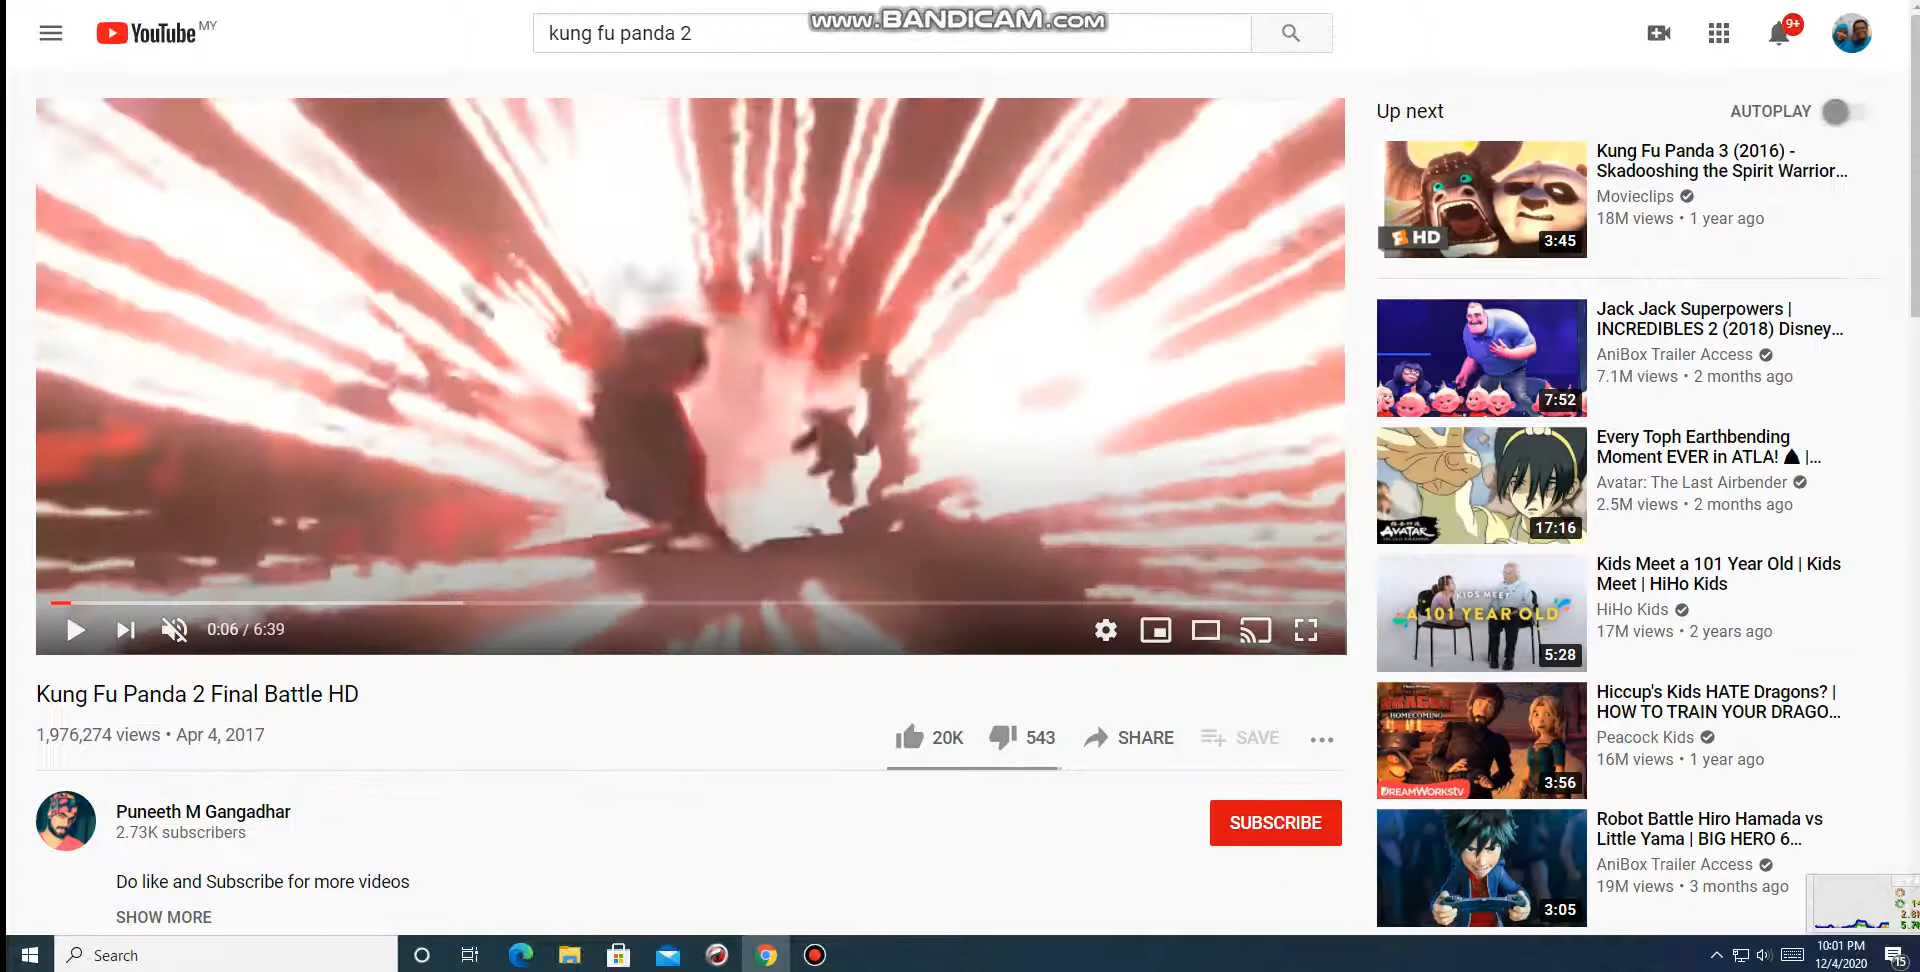 YouTube MY
kung fu panda 2
WWW.BANDICAM.COM
9+
Up next
AUTOPLAY
HD
3:45
Kung Fu Panda 3 (2016) -
Skadooshing the Spirit Warrior...
Movieclips
18M views • 1 year ago
7:52
Jack Jack Superpowers |
INCREDIBLES 2 (2018) Disney...
AniBox Trailer Access
7.1M views • 2 months ago
AVATAR
17:16
Every Toph Earthbending
Moment EVER in ATLA! |...
Avatar: The Last Airbender
2.5M views • 2 months ago
KIDS MEET
A 101 YEAR OLD
5:28
Kids Meet a 101 Year Old | Kids
Meet | HiHo Kids
HiHo Kids
17M views • 2 years ago
HOMECOMING
DREAMWORKSTV
3:56
Hiccup's Kids HATE Dragons? |
HOW TO TRAIN YOUR DRAGO...
Peacock Kids
16M views • 1 year ago
3:05
Robot Battle Hiro Hamada vs
Little Yama | BIG HERO 6...
AniBox Trailer Access
19M views • 3 months ago
0:06 / 6:39
Kung Fu Panda 2 Final Battle HD
1,976,274 views • Apr 4, 2017
20K
543
SHARE
SAVE
Puneeth M Gangadhar
2.73K subscribers
SUBSCRIBE
Do like and Subscribe for more videos
SHOW MORE
Search
10:01 PM
12/4/2020
15